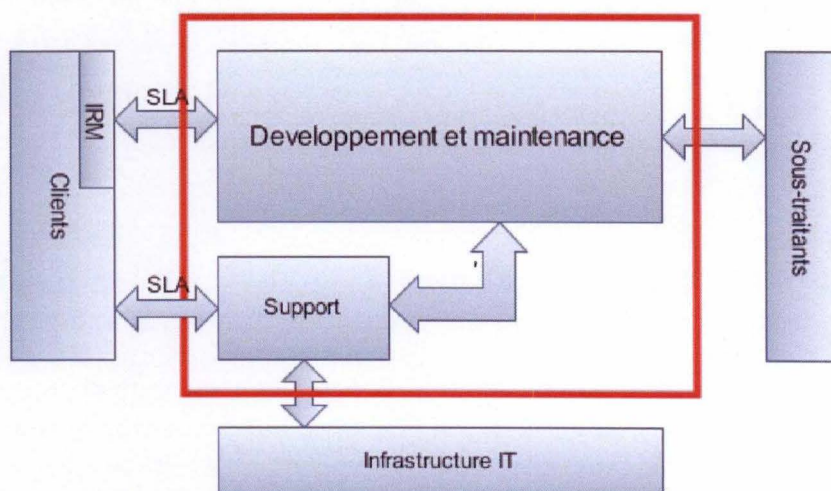 SLA
IRM
Developpement et maintenance
Clients
Sous-traitants
SLA
Support
Infrastructure IT